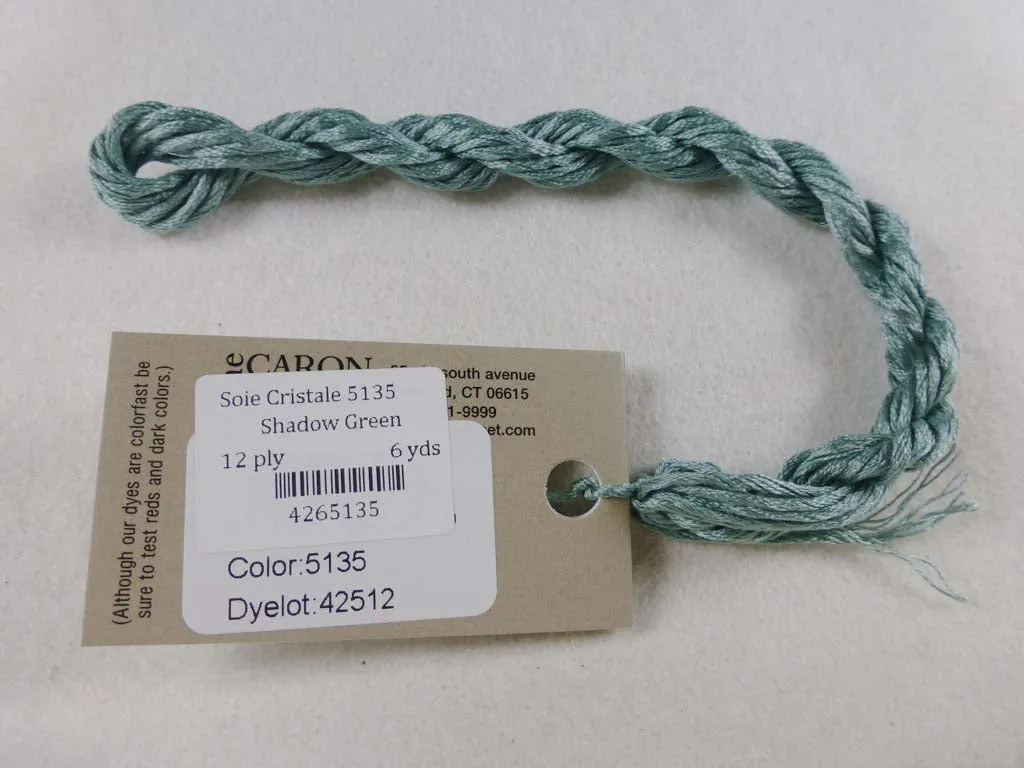 (Although our dyes are colorfast be
sure to test reds and dark colors.)
CARON
south avenue
CT 06615
1-9999
et.com
Soie Cristale 5135
Shadow Green
12 ply 6 yds
4265135
Color:5135
Dyelot:42512